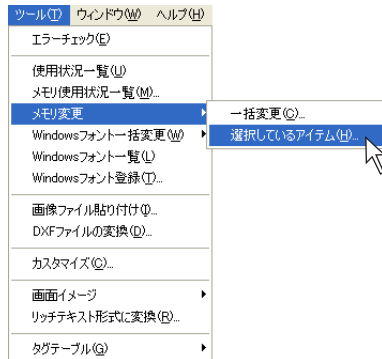 ツール(T) ウィンドウ(W) ヘルプ(H)
エラーチェック(E)
使用状況一覧(U)
メモリ使用状況一覧(M)...
メモリ変更
一括変更(C)...
選択しているアイテム(H)...
Windowsフォント一括変更(W)
Windowsフォント一覧(L)
Windowsフォント登録(T)...
画像ファイル貼り付け(I)...
DXFファイルの変換(D)...
カスタマイズ(C)...
画面イメージ
リッチテキスト形式に変換(R)...
タグテーブル(G)